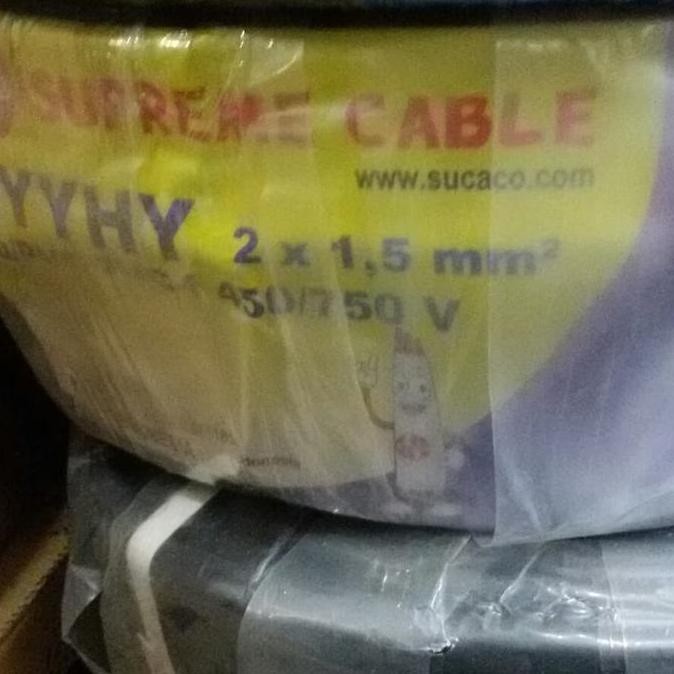 SUPREME CABLE
www.sucaco.com
YYHY 2 x 1,5 mm²
450/750 V